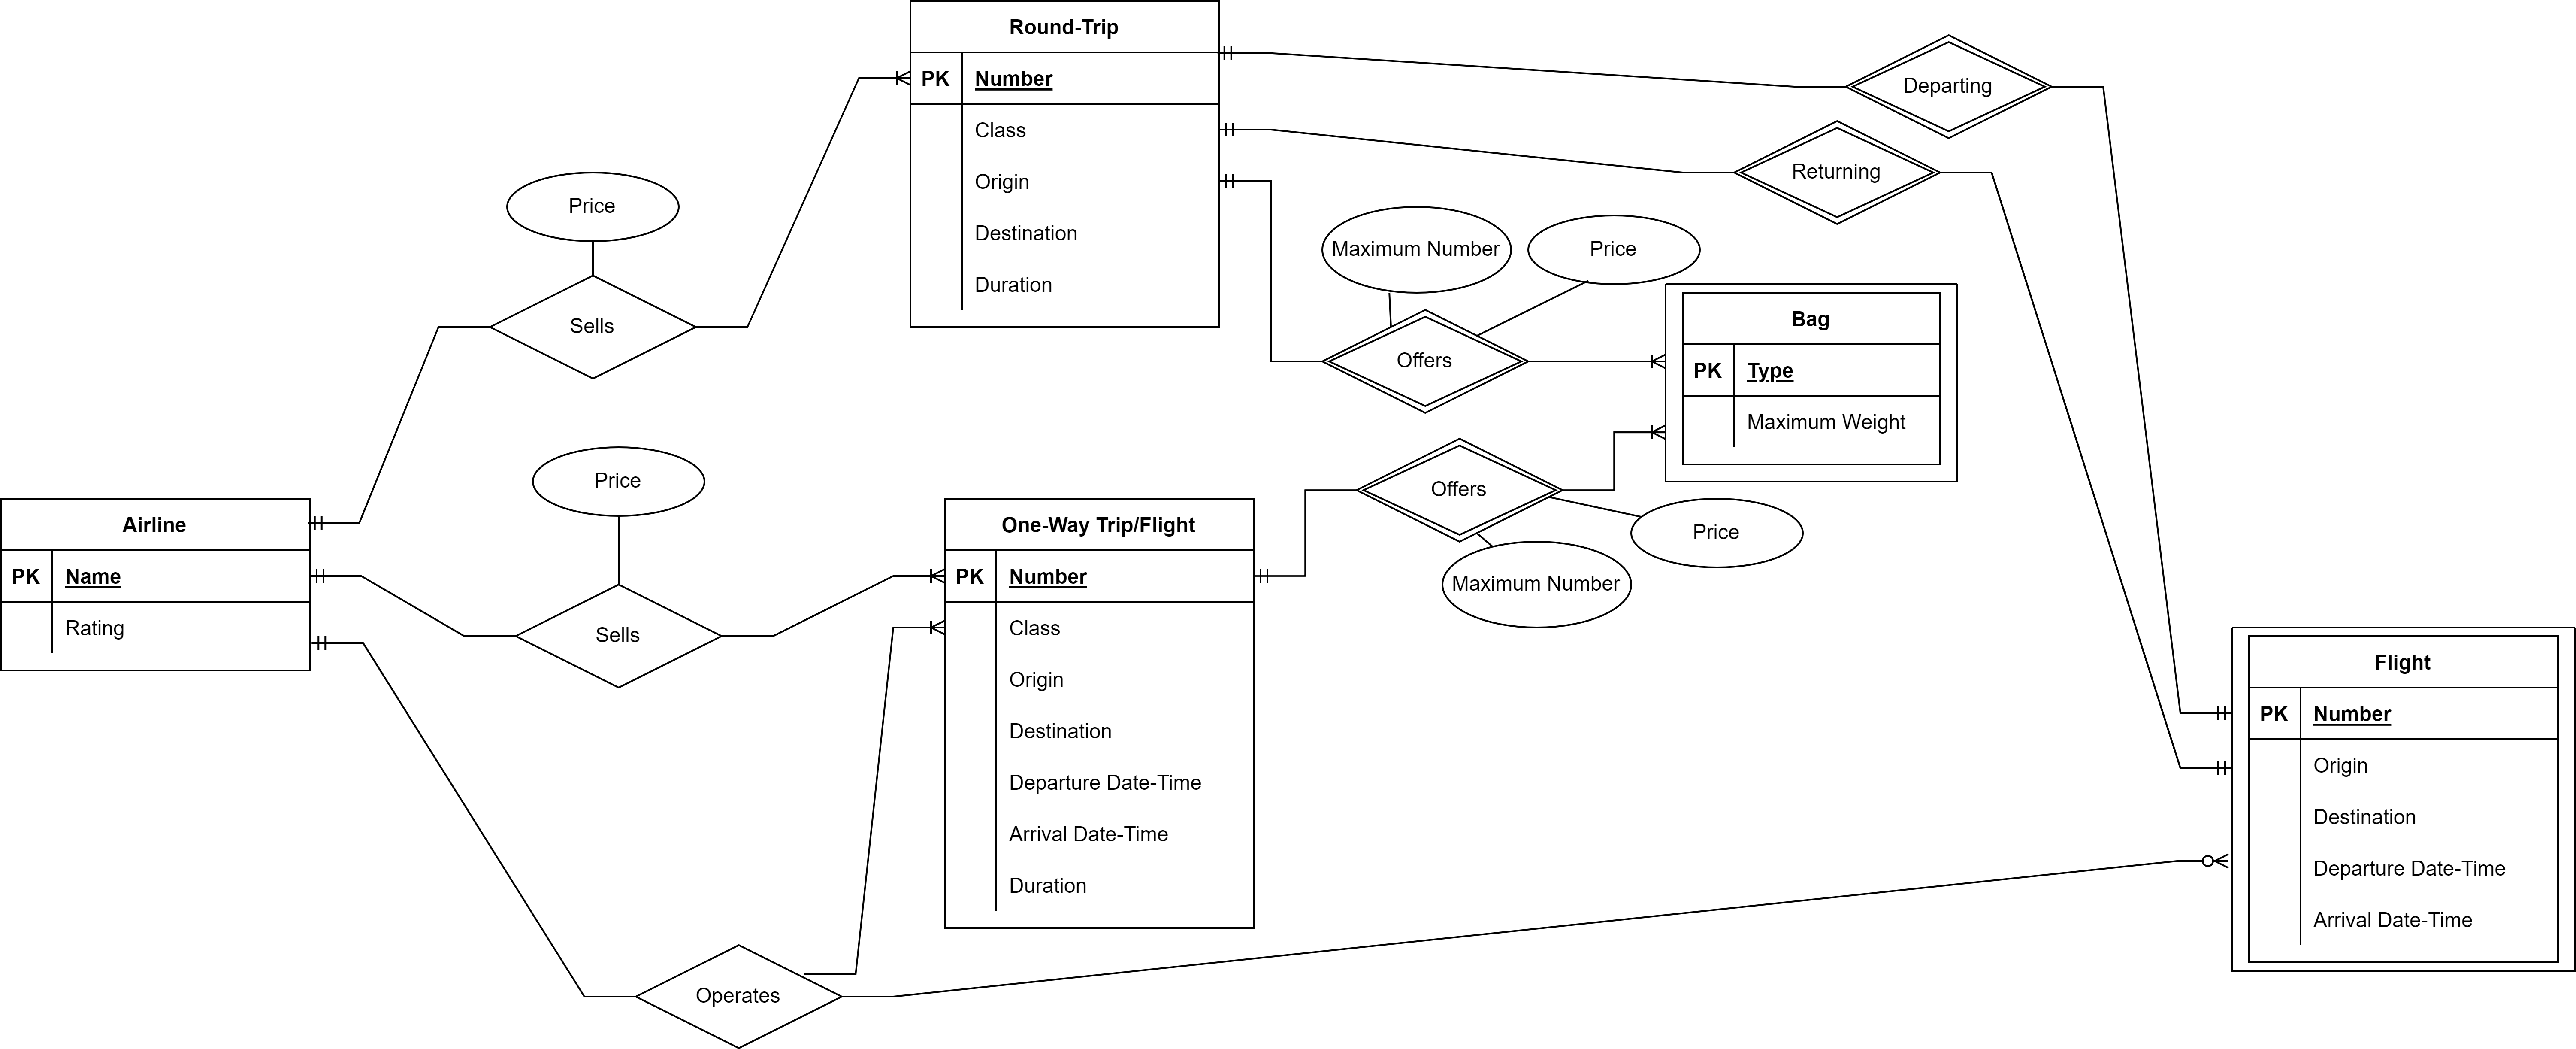 Round-Trip
PK Number
Class
Origin
Destination
Duration
Departing
Returning
Price
Sells
Maximum Number
Price
Offers
Bag
PK Type
Maximum Weight
Price
Sells
Offers
Price
Maximum Number
Airline
PK Name
Rating
One-Way Trip/Flight
PK Number
Class
Origin
Destination
Departure Date-Time
Arrival Date-Time
Duration
Flight
PK Number
Origin
Destination
Departure Date-Time
Arrival Date-Time
Operates